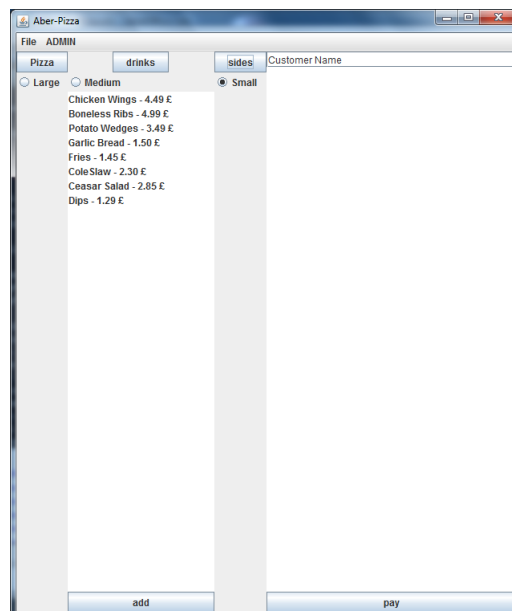 Aber-Pizza
File ADMIN
Pizza drinks sides Customer Name
Large Medium Small
Chicken Wings - 4.49 £
Boneless Ribs - 4.99 £
Potato Wedges - 3.49 £
Garlic Bread - 1.50 £
Fries - 1.45 £
ColeSlaw - 2.30 £
Ceasar Salad - 2.85 £
Dips - 1.29 £
add pay